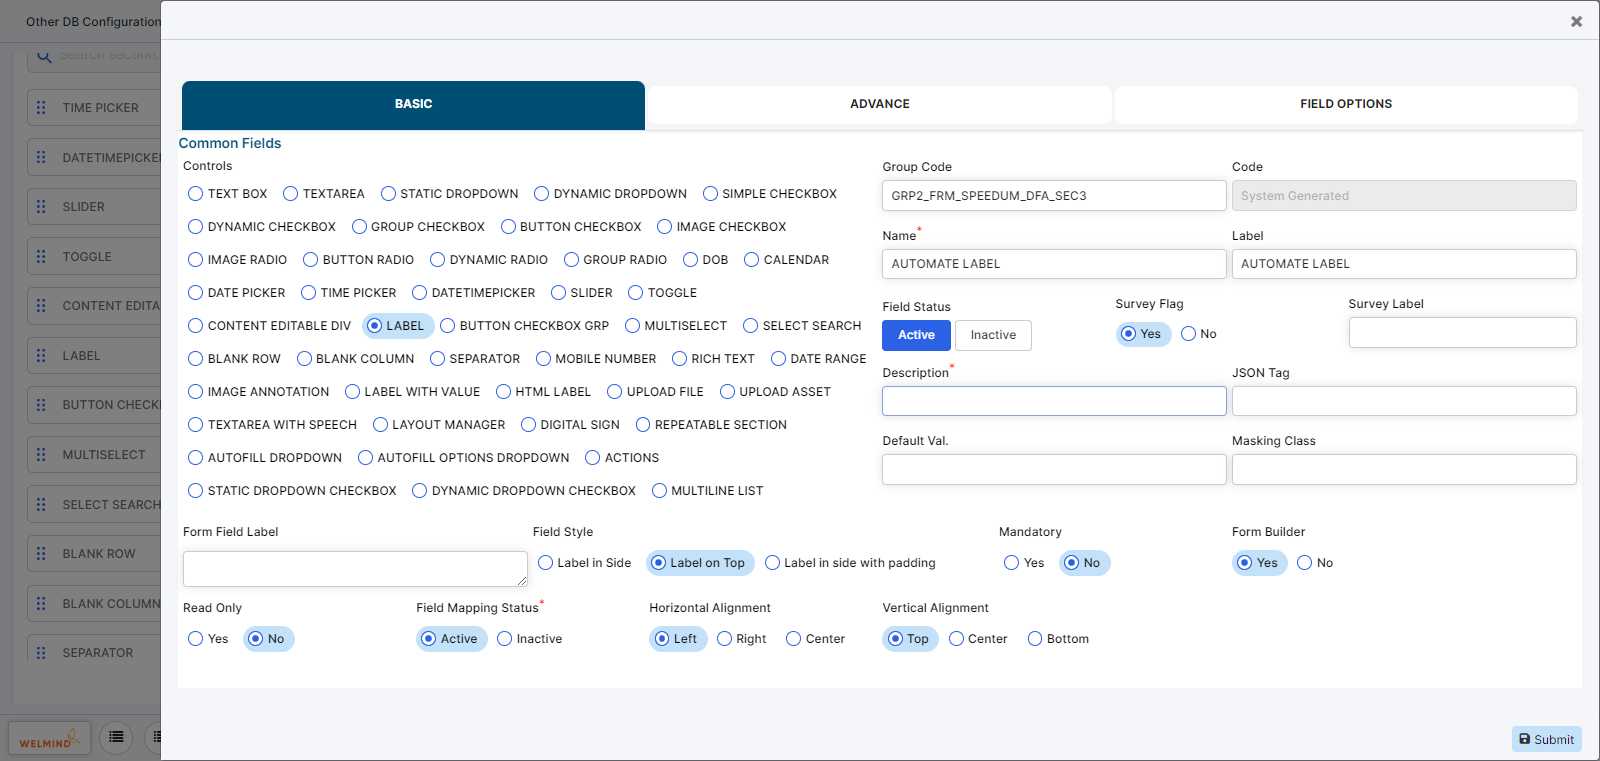 Other DB Configuration
TIME PICKER
DATETIMEPICKE
SLIDER
TOGGLE
CONTENT EDITA
LABEL
BUTTON CHECK
MULTISELECT
SELECT SEARCH
BLANK ROW
BLANK COLUMN
SEPARATOR
WELMIND
×
BASIC ADVANCE FIELD OPTIONS
Common Fields
Controls
TEXT BOX TEXTAREA STATIC DROPDOWN DYNAMIC DROPDOWN SIMPLE CHECKBOX
DYNAMIC CHECKBOX GROUP CHECKBOX BUTTON CHECKBOX IMAGE CHECKBOX
IMAGE RADIO BUTTON RADIO DYNAMIC RADIO GROUP RADIO DOB CALENDAR
DATE PICKER TIME PICKER DATETIMEPICKER SLIDER TOGGLE
CONTENT EDITABLE DIV LABEL BUTTON CHECKBOX GRP MULTISELECT SELECT SEARCH
BLANK ROW BLANK COLUMN SEPARATOR MOBILE NUMBER RICH TEXT DATE RANGE
IMAGE ANNOTATION LABEL WITH VALUE HTML LABEL UPLOAD FILE UPLOAD ASSET
TEXTAREA WITH SPEECH LAYOUT MANAGER DIGITAL SIGN REPEATABLE SECTION
AUTOFILL DROPDOWN AUTOFILL OPTIONS DROPDOWN ACTIONS
STATIC DROPDOWN CHECKBOX DYNAMIC DROPDOWN CHECKBOX MULTILINE LIST
Group Code Code
GRP2_FRM_SPEEDUM_DFA_SEC3 System Generated
Name* Label
AUTOMATE LABEL AUTOMATE LABEL
Field Status Survey Flag Survey Label
Active Inactive Yes No
Description* JSON Tag
Default Val. Masking Class
Form Field Label Field Style Mandatory Form Builder
Label in Side Label on Top Label in side with padding Yes No Yes No
Read Only Field Mapping Status* Horizontal Alignment Vertical Alignment
Yes No Active Inactive Left Right Center Top Center Bottom
Submit